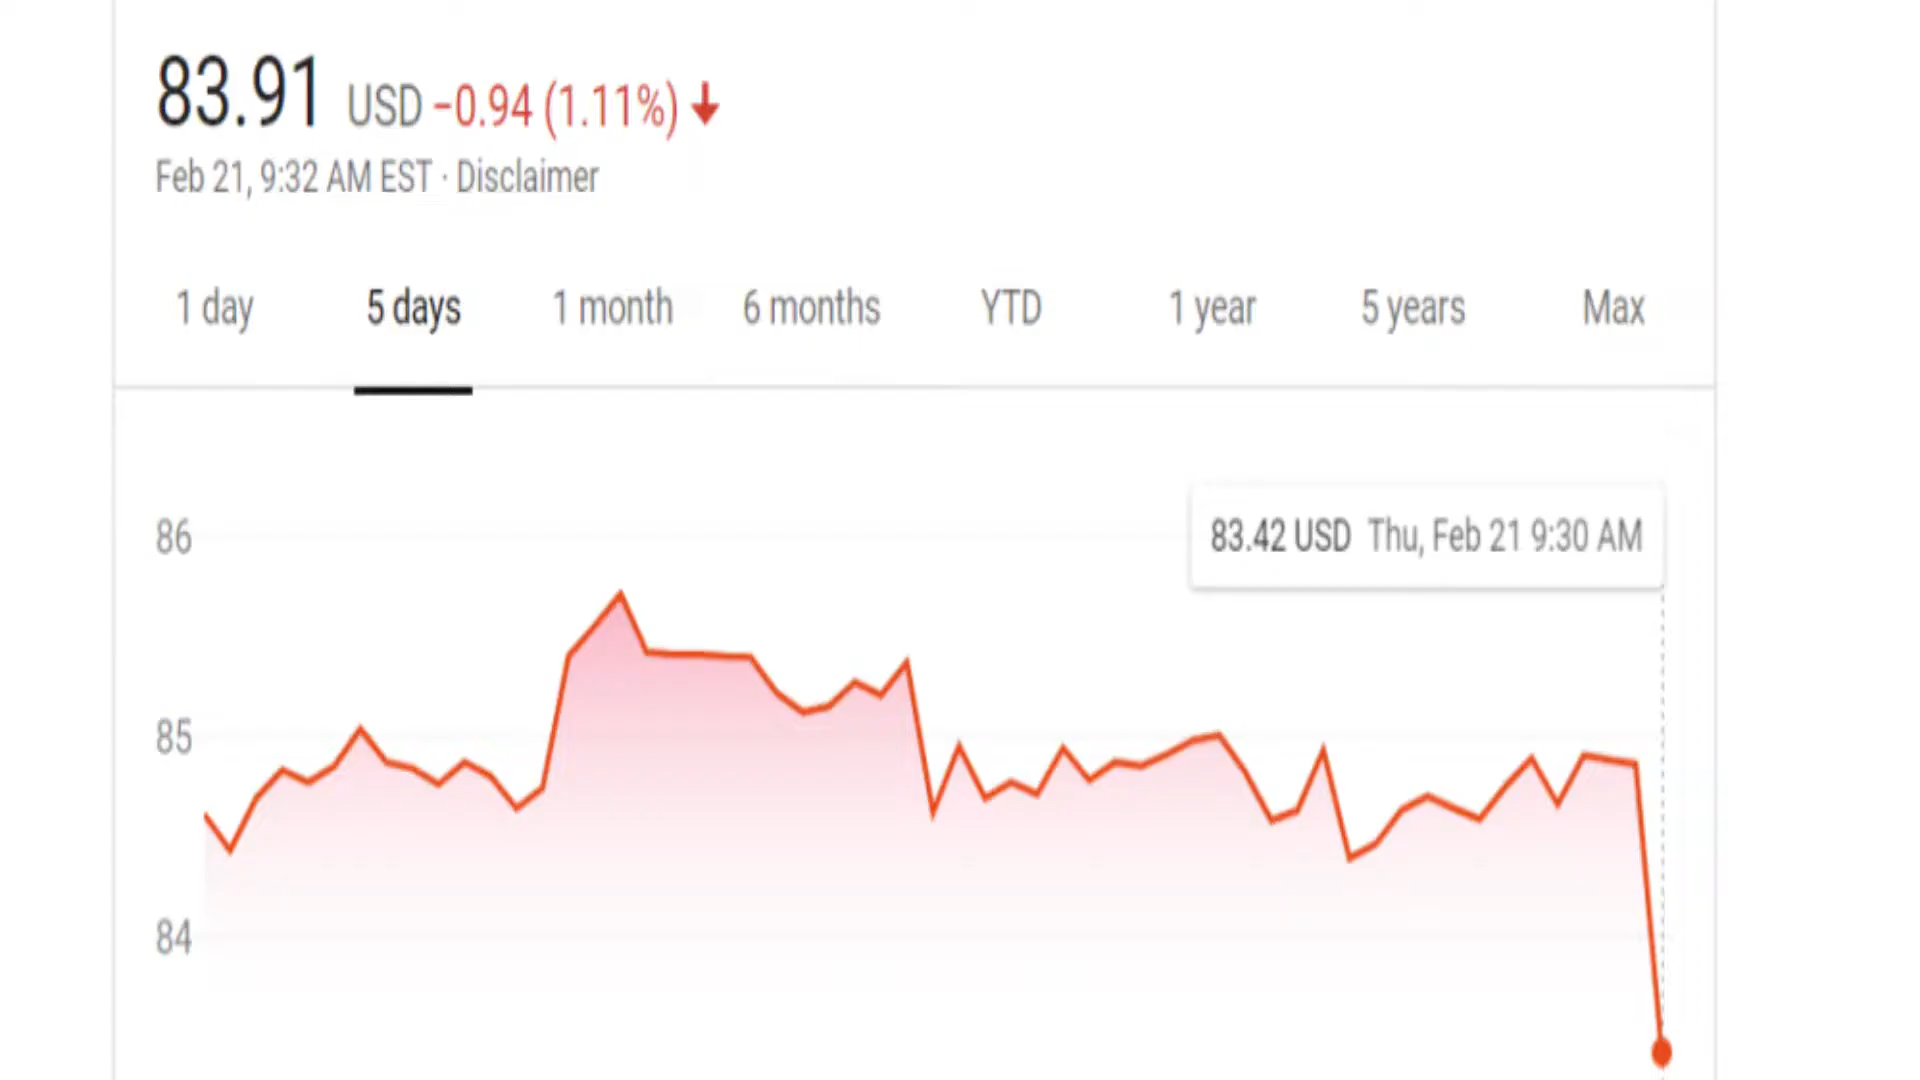 83.91 USD −0.94 (1.11%) ↓
Feb 21, 9:32 AM EST · Disclaimer
1 day 5 days 1 month 6 months YTD 1 year 5 years Max
86
83.42 USD Thu, Feb 21 9:30 AM
85
84